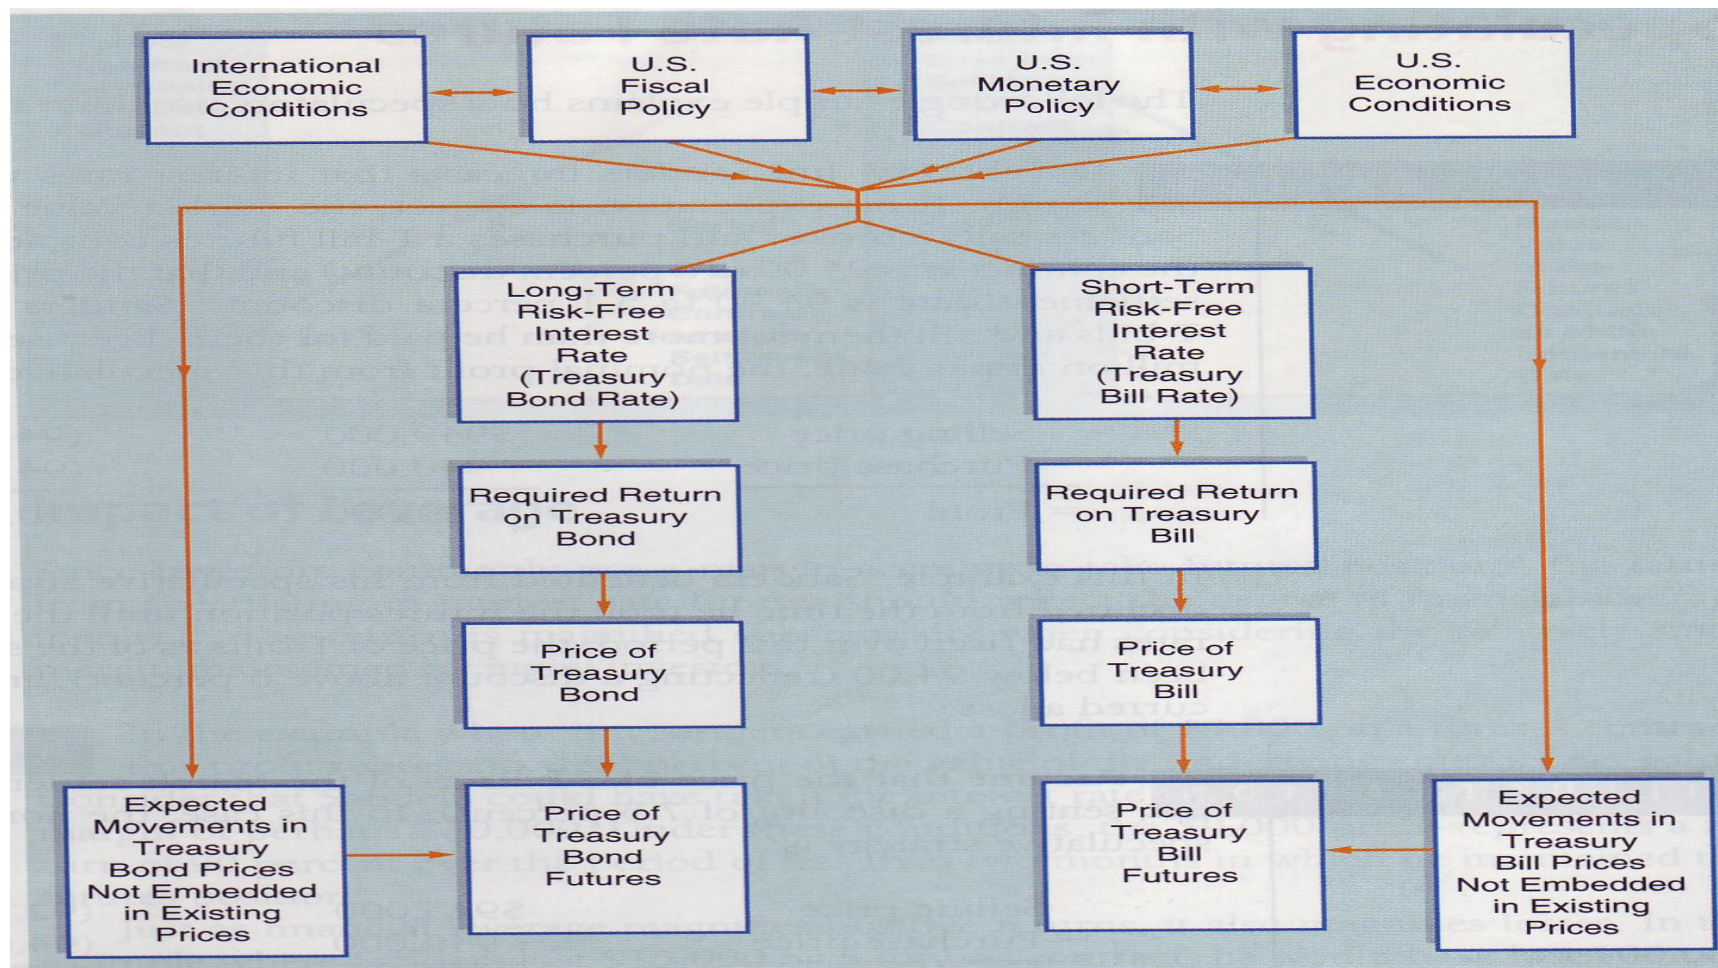 International
Economic
Conditions
U.S.
Fiscal
Policy
U.S.
Monetary
Policy
U.S.
Economic
Conditions
Long-Term
Risk-Free
Interest
Rate
(Treasury
Bond Rate)
Short-Term
Risk-Free
Interest
Rate
(Treasury
Bill Rate)
Required Return
on Treasury
Bond
Required Return
on Treasury
Bill
Price of
Treasury
Bond
Price of
Treasury
Bill
Expected
Movements in
Treasury
Bond Prices
Not Embedded
in Existing
Prices
Price of
Treasury
Bond
Futures
Price of
Treasury
Bill
Futures
Expected
Movements in
Treasury
Bill Prices
Not Embedded
in Existing
Prices